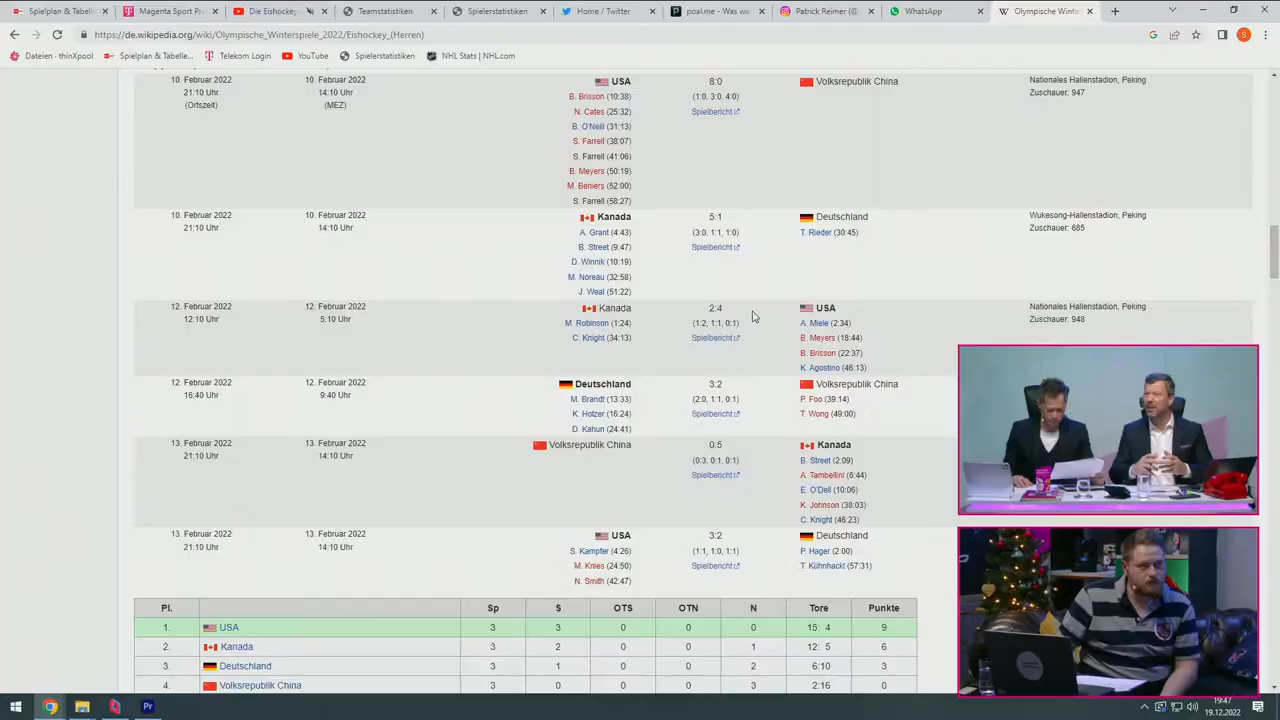 Spielplan & Tabelle
Magenta Sport Pr
Die Eishockey
Teamstatistiken
Spielerstatistiken
Home / Twitter
poal.me - Was wa
Patrick Reimer (@
WhatsApp
Olympische Winter
https://de.wikipedia.org/wiki/Olympische_Winterspiele_2022/Eishockey_(Herren)
Dateien: thinXpool
Spielplan & Tabelle...
Telekom Login
YouTube
Spielerstatistiken
NHL Stats | NHL.com
10. Februar 2022 10. Februar 2022 USA 8:0 Volksrepublik China Nationales Hallenstadion, Peking
21:10 Uhr 14:10 Uhr B. Brisson (10:38) (1:0, 3:0, 4:0) Zuschauer: 947
(Ortszeit) (MEZ) N. Cates (25:32) Spielbericht
B. O'Neill (31:13)
S. Farrell (38:07)
S. Farrell (41:06)
B. Meyers (50:19)
M. Beniers (52:00)
S. Farrell (58:27)
10. Februar 2022 10. Februar 2022 Kanada 5:1 Deutschland Wukesong-Hallenstadion, Peking
21:10 Uhr 14:10 Uhr A. Grant (4:43) (3:0, 1:1, 1:0) T. Rieder (30:45) Zuschauer: 685
B. Street (9:47) Spielbericht
D. Winnik (10:19)
M. Noreau (32:58)
J. Weal (51:22)
12. Februar 2022 12. Februar 2022 Kanada 2:4 USA Nationales Hallenstadion, Peking
12:10 Uhr 5:10 Uhr M. Robinson (1:24) (1:2, 1:1, 0:1) A. Miele (2:34) Zuschauer: 948
C. Knight (34:13) Spielbericht B. Meyers (18:44)
B. Brisson (22:37)
K. Agostino (46:13)
12. Februar 2022 12. Februar 2022 Deutschland 3:2 Volksrepublik China
16:40 Uhr 9:40 Uhr M. Brandt (13:33) (2:0, 1:1, 0:1) P. Foo (39:14)
K. Holzer (16:24) Spielbericht T. Wong (49:00)
D. Kahun (24:41)
13. Februar 2022 13. Februar 2022 Volksrepublik China 0:5 Kanada
21:10 Uhr 14:10 Uhr (0:3, 0:1, 0:1) B. Street (2:09)
Spielbericht A. Tambellini (6:44)
E. O'Dell (10:06)
K. Johnson (38:03)
C. Knight (46:23)
13. Februar 2022 13. Februar 2022 USA 3:2 Deutschland
21:10 Uhr 14:10 Uhr S. Kampfer (4:26) (1:1, 1:0, 1:1) P. Hager (2:00)
M. Knies (24:50) Spielbericht T. Kühnhackl (57:31)
N. Smith (42:47)
Pl. Sp S OTS OTN N Tore Punkte
1. USA 3 3 0 0 0 15: 4 9
2. Kanada 3 2 0 0 1 12: 5 6
3. Deutschland 3 1 0 0 2 6:10 3
4. Volksrepublik China 3 0 0 0 3 2:16 0
19:47
19.12.2022